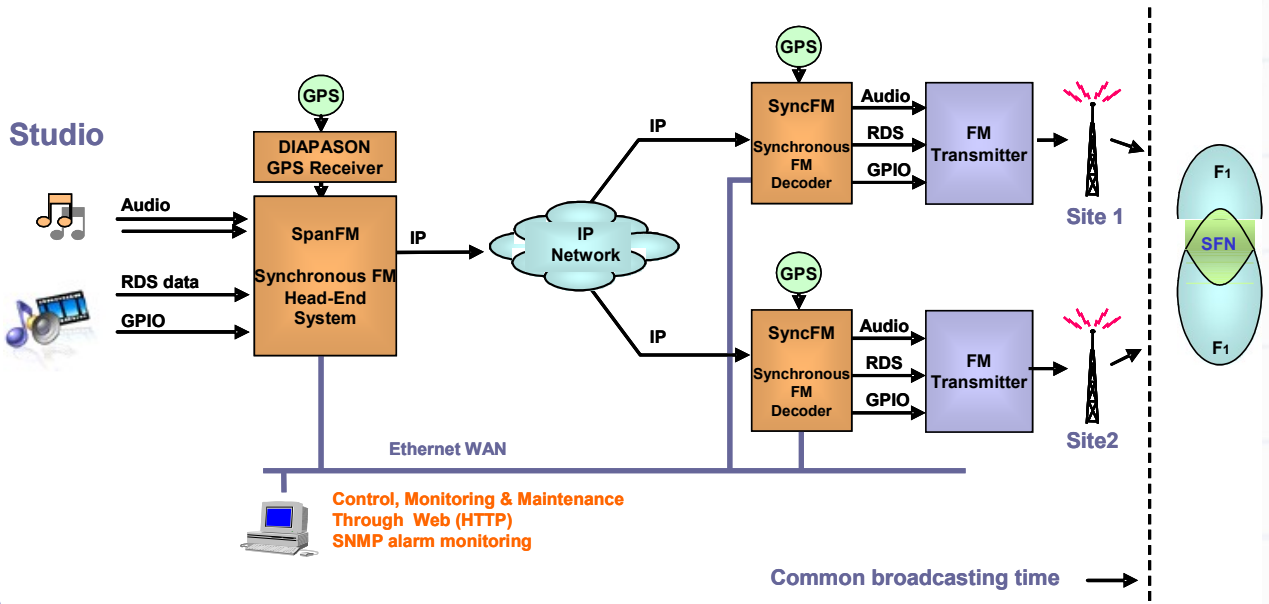 Studio
Audio
RDS data
GPIO
GPS
DIAPASON
GPS Receiver
SpanFM
Synchronous FM
Head-End
System
IP
IP
Network
IP
IP
GPS
SyncFM
Synchronous
FM
Decoder
Audio
RDS
GPIO
FM
Transmitter
Site 1
GPS
SyncFM
Synchronous
FM
Decoder
Audio
RDS
GPIO
FM
Transmitter
Site2
F1
SFN
F1
Ethernet WAN
Control, Monitoring & Maintenance
Through Web (HTTP)
SNMP alarm monitoring
Common broadcasting time